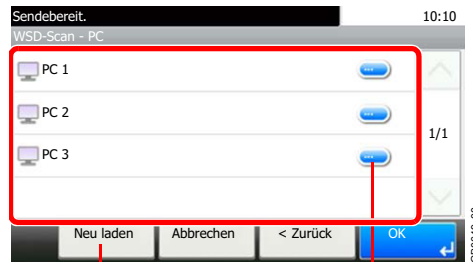 Sendebereit. 10:10
WSD-Scan - PC
PC 1
PC 2
1/1
PC 3
Neu laden Abbrechen < Zurück OK